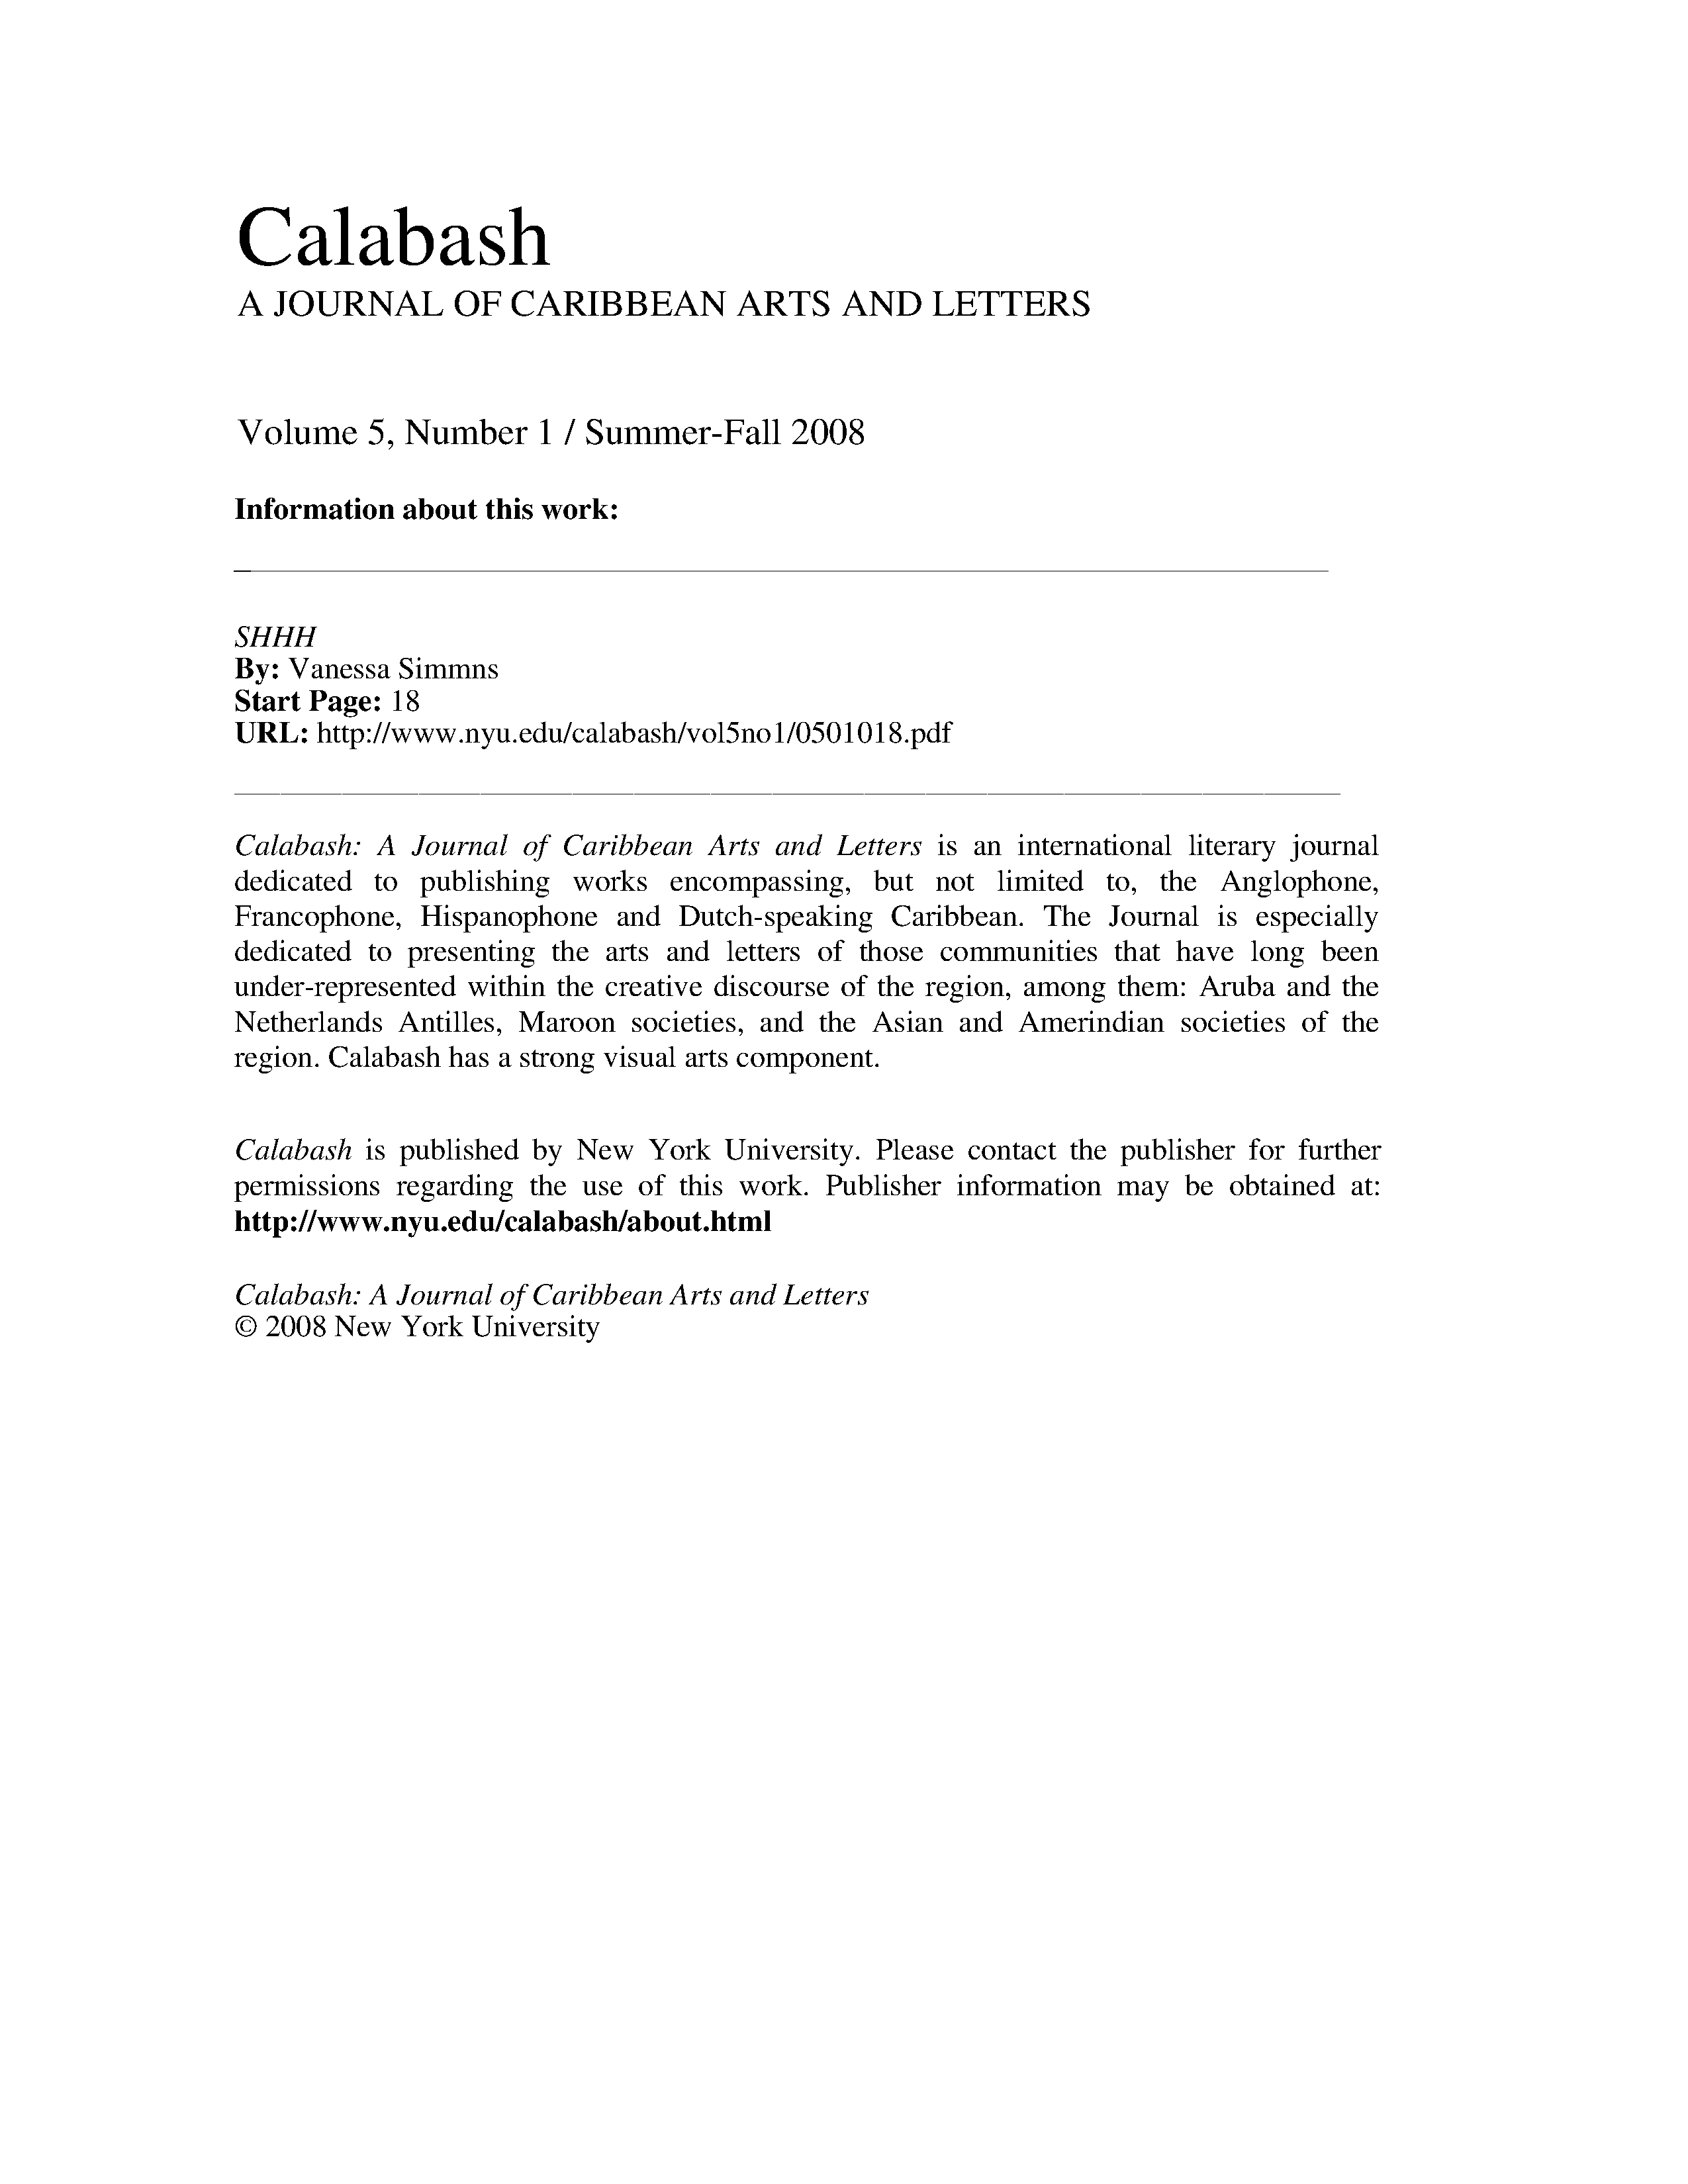 Calabash
A JOURNAL OF CARIBBEAN ARTS AND LETTERS
Volume 5, Number 1 / Summer-Fall 2008
Information about this work:
SHHH
By: Vanessa Simmns
Start Page: 18
URL: http://www.nyu.edu/calabash/vol5no1/0501018.pdf
Calabash: A Journal of Caribbean Arts and Letters is an international literary journal
dedicated to publishing works encompassing, but not limited to, the Anglophone,
Francophone, Hispanophone and Dutch-speaking Caribbean. The Journal is especially
dedicated to presenting the arts and letters of those communities that have long been
under-represented within the creative discourse of the region, among them: Aruba and the
Netherlands Antilles, Maroon societies, and the Asian and Amerindian societies of the
region. Calabash has a strong visual arts component.
Calabash is published by New York University. Please contact the publisher for further
permissions regarding the use of this work. Publisher information may be obtained at:
http://www.nyu.edu/calabash/about.html
Calabash: A Journal of Caribbean Arts and Letters
© 2008 New York University